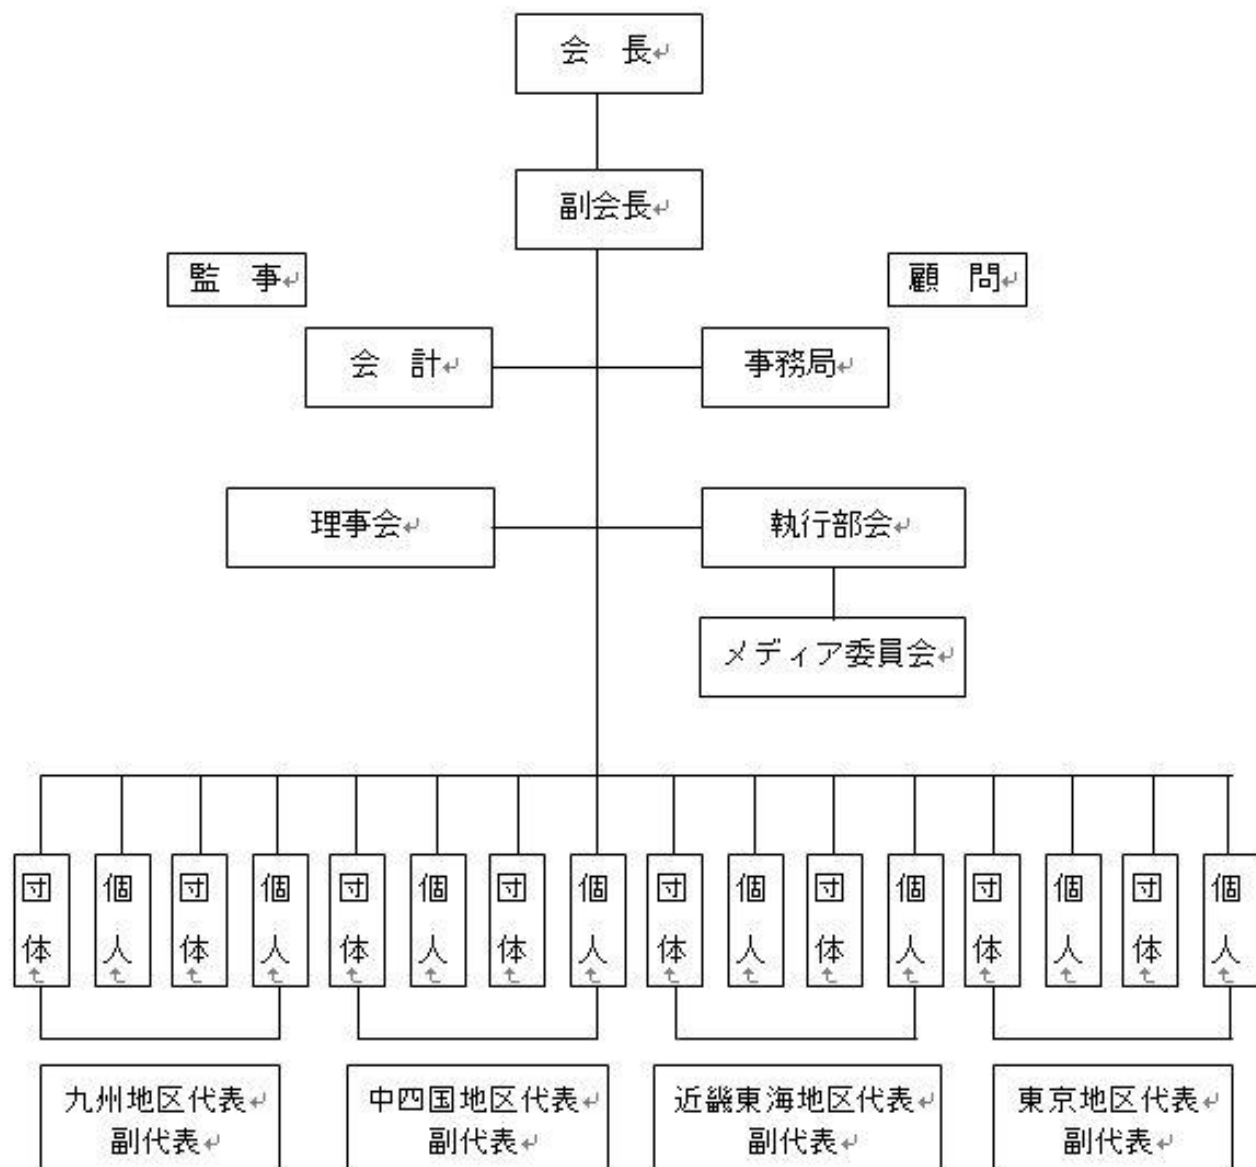 会　長
副会長
監　事
顧　問
会　計
事務局
理事会
執行部会
メディア委員会
団体
個人
団体
個人
団体
個人
団体
個人
団体
個人
団体
個人
団体
個人
団体
個人
九州地区代表
副代表
中四国地区代表
副代表
近畿東海地区代表
副代表
東京地区代表
副代表